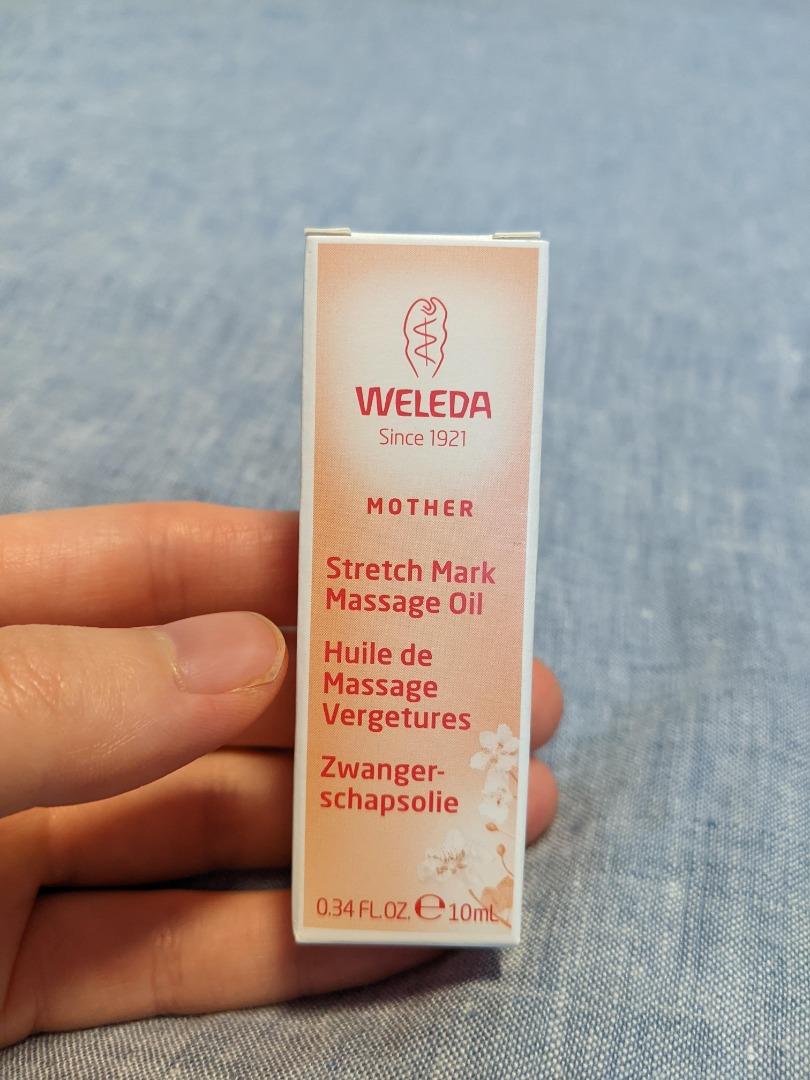 WELEDA
Since 1921
MOTHER
Stretch Mark
Massage Oil
Huile de
Massage
Vergetures
Zwanger-
schapsolie
0.34 FL.OZ. ℮ 10mL